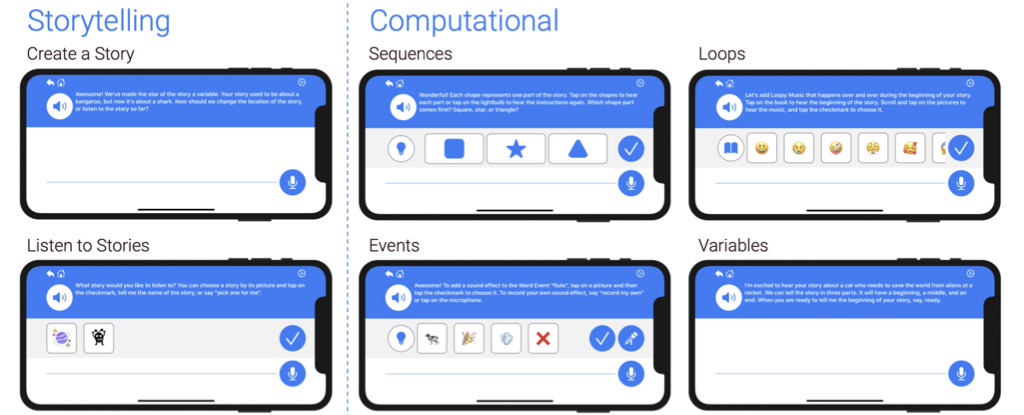 Storytelling
Computational
Create a Story
Sequences
Loops
Awesome! We've made the star of the story a variable. Your story used to be about a
kangaroo, but now it's about a shark. Now should we change the location of the story,
or listen to the story so far?
Wonderful! Each shape represents one part of the story. Tap on the shapes to hear
each part or tap on the lightbulb to hear the instructions again. Which shape part
comes first? Square, star, or triangle?
Let's add Loopy Music that happens over and over during the beginning of your story.
Tap on the book to hear the beginning of the story. Scroll and tap on the pictures to
hear the music, and tap the checkmark to choose it.
Listen to Stories
Events
Variables
What story would you like to listen to? You can choose a story by its picture and tap on
the checkmark, tell me the name of the story, or say "pick one for me".
Awesome! To add a sound effect to the Word Event "flute", tap on a picture and then
tap the checkmark to choose it. To record your own sound effect, say "record my own"
or tap on the microphone.
I'm excited to hear your story about a cat who needs to save the world from aliens at a
rocket. We can tell the story in three parts. It will have a beginning, a middle, and an
end. When you are ready to tell me the beginning of your story, say, ready.